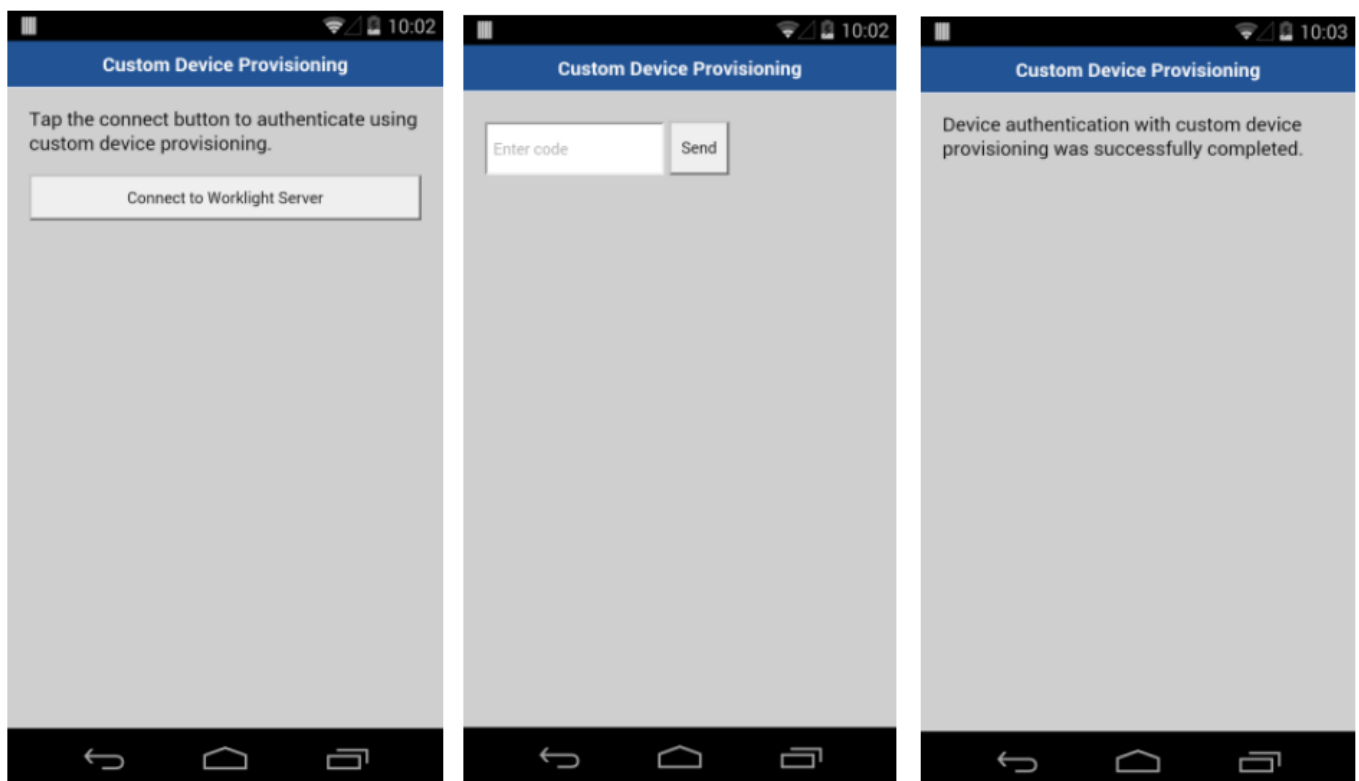 10:02
Custom Device Provisioning
Tap the connect button to authenticate using
custom device provisioning.
Connect to Worklight Server
10:02
Custom Device Provisioning
Enter code
Send
10:03
Custom Device Provisioning
Device authentication with custom device
provisioning was successfully completed.